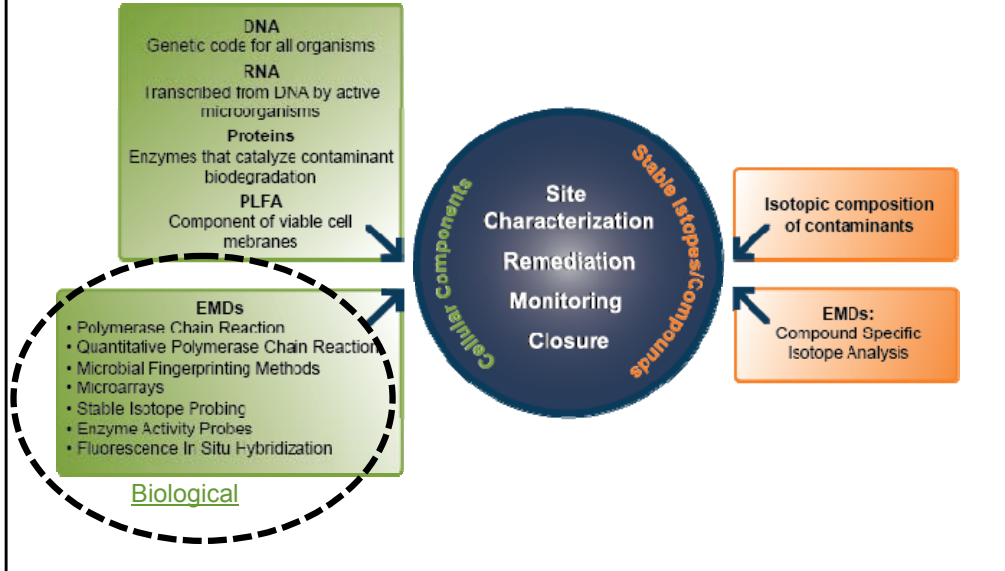 DNA
Genetic code for all organisms
RNA
Transcribed from DNA by active
microorganisms
Proteins
Enzymes that catalyze contaminant
biodegradation
PLFA
Component of viable cell
mebranes
EMDs
• Polymerase Chain Reaction
• Quantitative Polymerase Chain Reaction
• Microbial Fingerprinting Methods
• Microarrays
• Stable Isotope Probing
• Enzyme Activity Probes
• Fluorescence In Situ Hybridization
Biological
Cellular Components
Site
Characterization
Remediation
Monitoring
Closure
Stable Istopes/Compounds
Isotopic composition
of contaminants
EMDs:
Compound Specific
Isotope Analysis